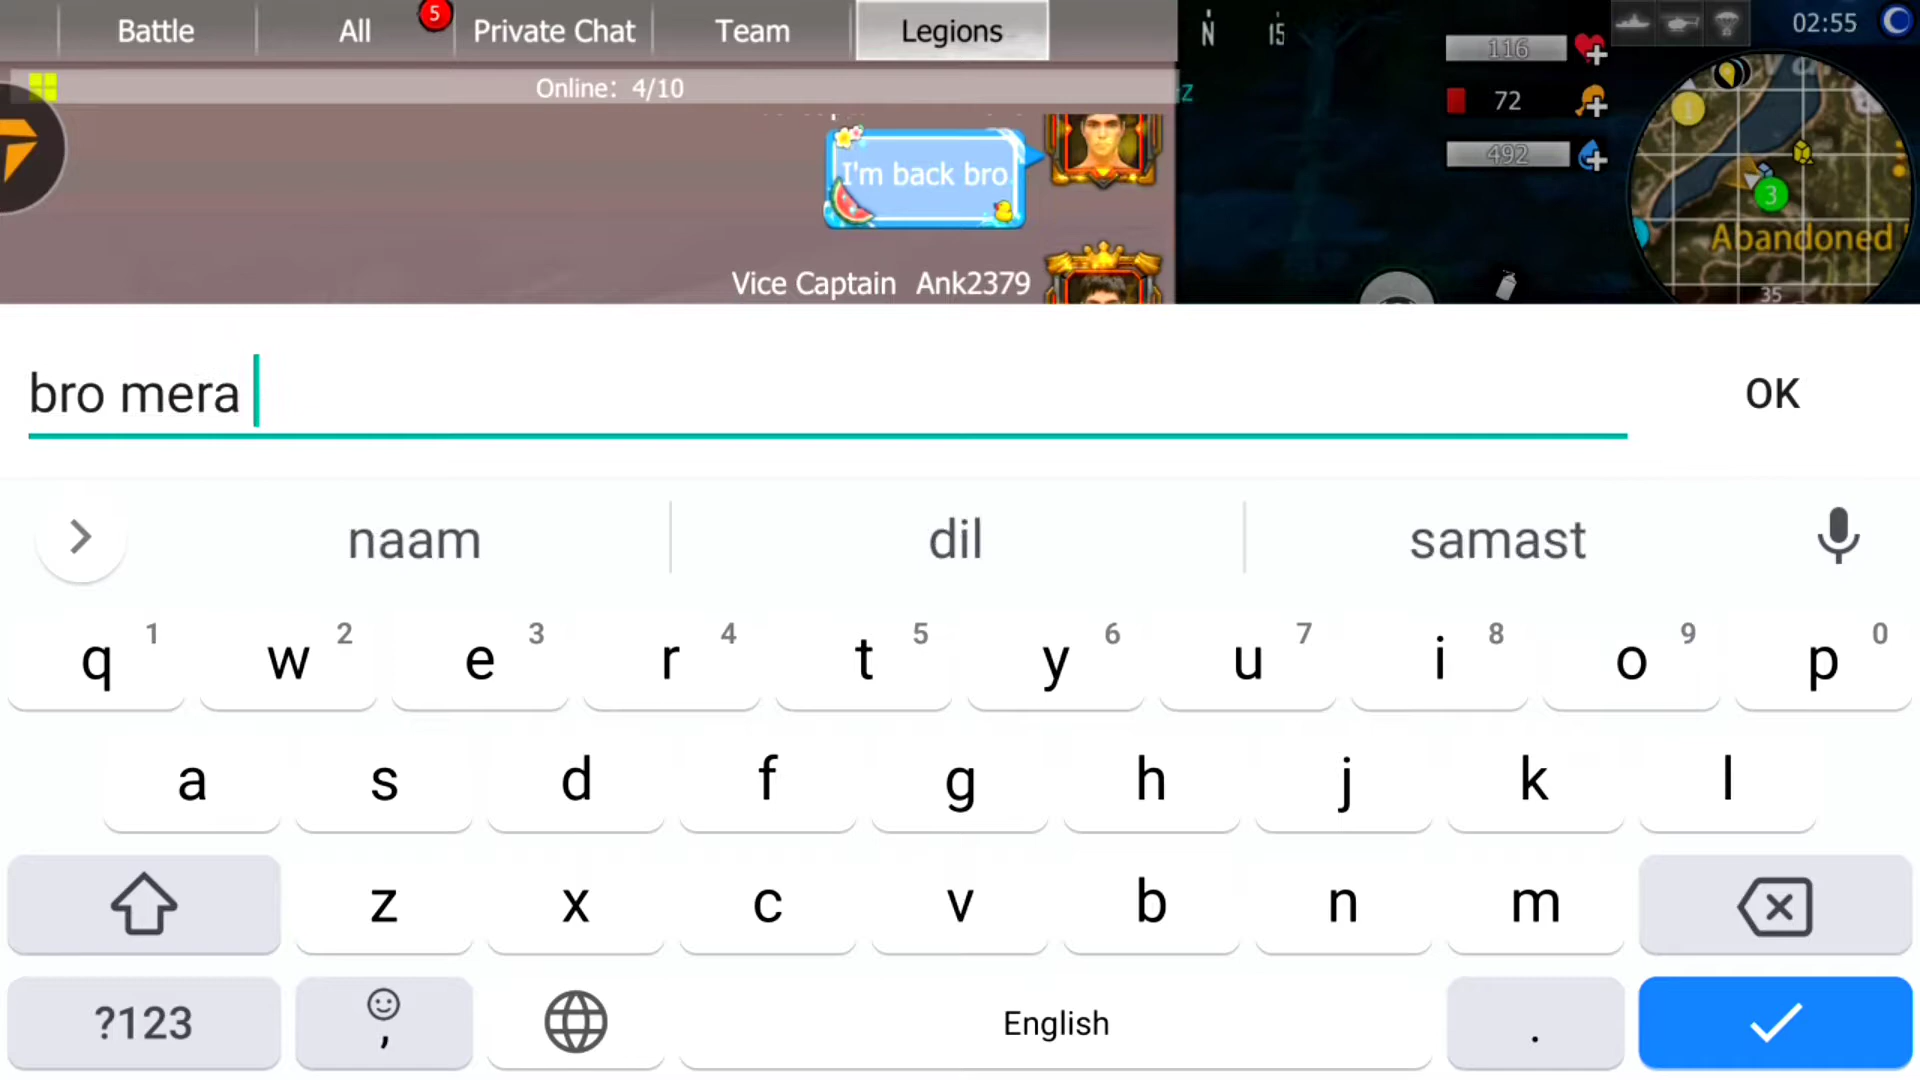 Battle All 5 Private Chat Team Legions
N 15 02:55
Online: 4/10
116
72
492
Z
1
I'm back bro
3
Abandoned
35
Vice Captain Ank2379
bro mera
OK
naam dil samast
q 1 w 2 e 3 r 4 t 5 y 6 u 7 i 8 o 9 p 0
a s d f g h j k l
z x c v b n m
?123 , English .